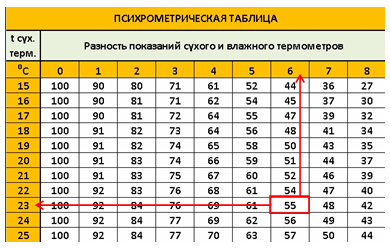 ПСИХРОМЕТРИЧЕСКАЯ ТАБЛИЦА
t сух. терм. Разность показаний сухого и влажного термометров
⁰C 0 1 2 3 4 5 6 7 8
15 100 90 80 71 61 52 44 36 27
16 100 90 81 71 62 54 45 37 30
17 100 90 81 72 64 55 47 39 32
18 100 91 82 73 64 56 48 41 34
19 100 91 82 74 65 58 50 43 35
20 100 91 83 74 66 59 51 44 37
21 100 91 83 75 67 60 52 46 39
22 100 92 83 76 68 61 54 47 40
23 100 92 84 76 69 61 55 48 42
24 100 92 84 77 69 62 56 49 43
25 100 92 84 77 70 63 57 50 44